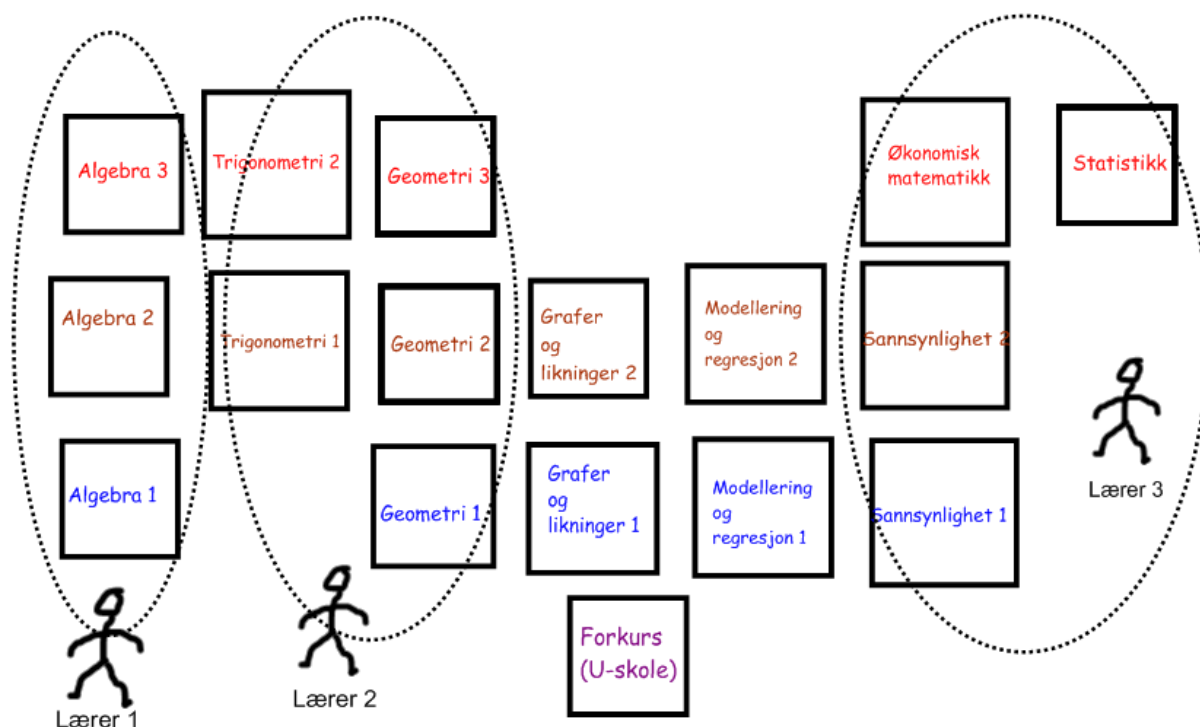 Algebra 3
Trigonometri 2
Geometri 3
Økonomisk
matematikk
Statistikk
Algebra 2
Trigonometri 1
Geometri 2
Grafer
og
likninger 2
Modellering
og
regresjon 2
Sannsynlighet 2
Algebra 1
Geometri 1
Grafer
og
likninger 1
Modellering
og
regresjon 1
Sannsynlighet 1
Lærer 3
Forkurs
(U-skole)
Lærer 2
Lærer 1